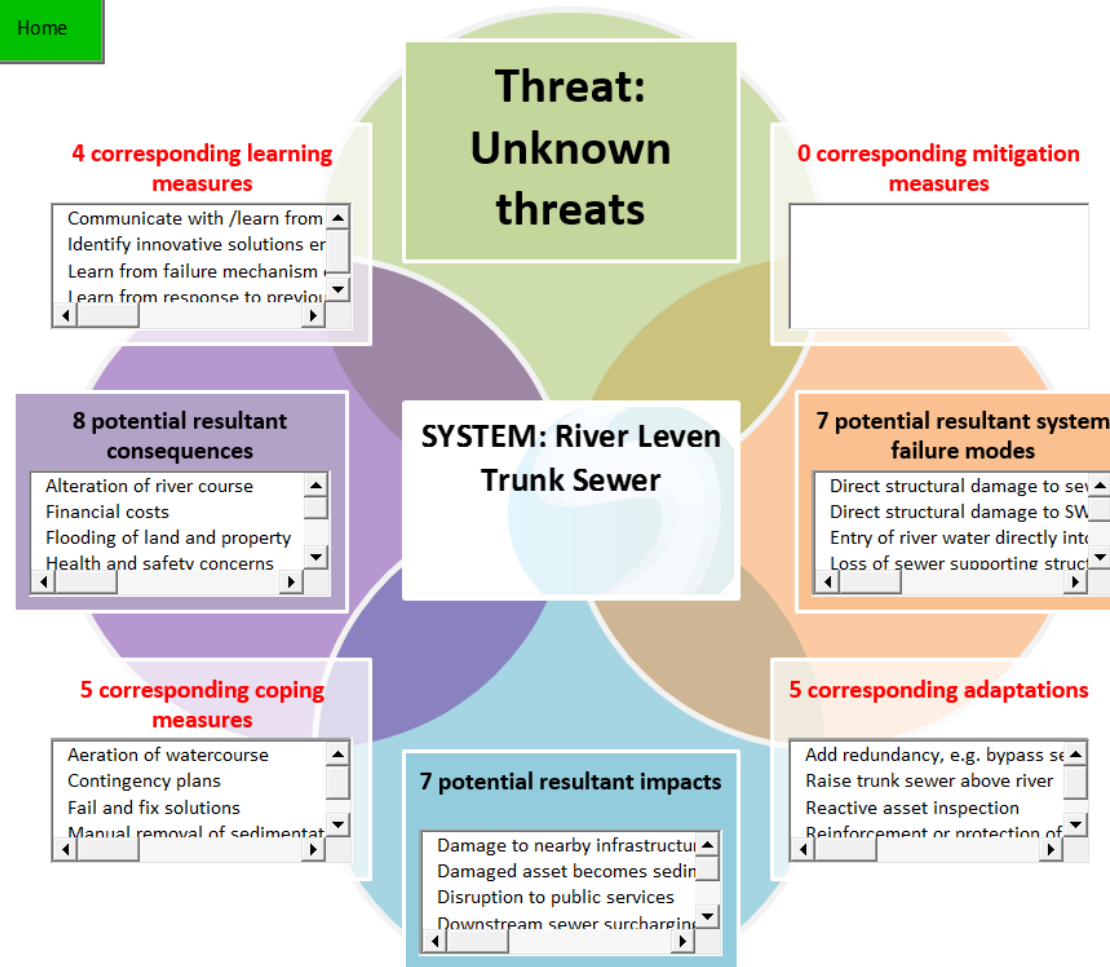 Home
Threat:
Unknown
threats
4 corresponding learning
measures
Communicate with /learn from
Identify innovative solutions
Learn from failure mechanism
Learn from response to
0 corresponding mitigation
measures
8 potential resultant
consequences
Alteration of river course
Financial costs
Flooding of land and property
Health and safety concerns
SYSTEM: River Leven
Trunk Sewer
7 potential resultant system
failure modes
Direct structural damage to
Direct structural damage to
Entry of river water directly
Loss of sewer supporting
5 corresponding coping
measures
Aeration of watercourse
Contingency plans
Fail and fix solutions
Manual removal of
7 potential resultant impacts
Damage to nearby
Damaged asset becomes
Disruption to public services
Downstream sewer
5 corresponding adaptations
Add redundancy, e.g. bypass
Raise trunk sewer above river
Reactive asset inspection
Reinforcement or protection of